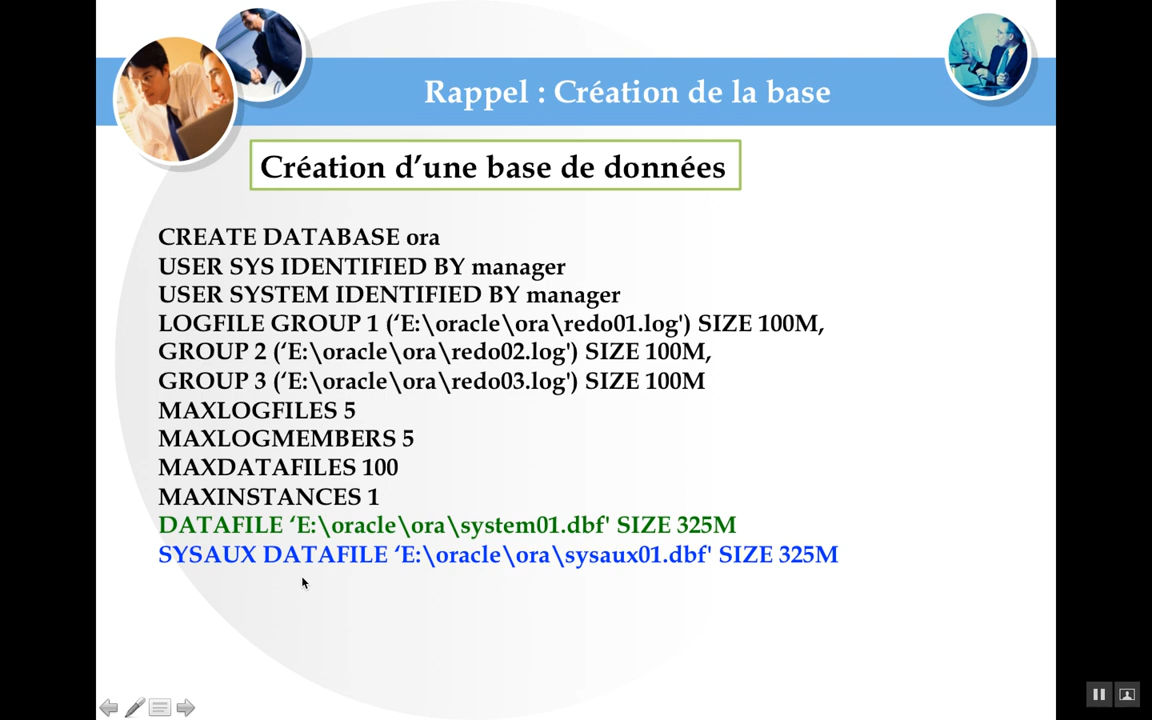 Rappel : Création de la base
Création d’une base de données
CREATE DATABASE ora
USER SYS IDENTIFIED BY manager
USER SYSTEM IDENTIFIED BY manager
LOGFILE GROUP 1 (‘E:\oracle\ora\redo01.log') SIZE 100M,
GROUP 2 (‘E:\oracle\ora\redo02.log') SIZE 100M,
GROUP 3 (‘E:\oracle\ora\redo03.log') SIZE 100M
MAXLOGFILES 5
MAXLOGMEMBERS 5
MAXDATAFILES 100
MAXINSTANCES 1
DATAFILE ‘E:\oracle\ora\system01.dbf' SIZE 325M
SYSAUX DATAFILE ‘E:\oracle\ora\sysaux01.dbf' SIZE 325M